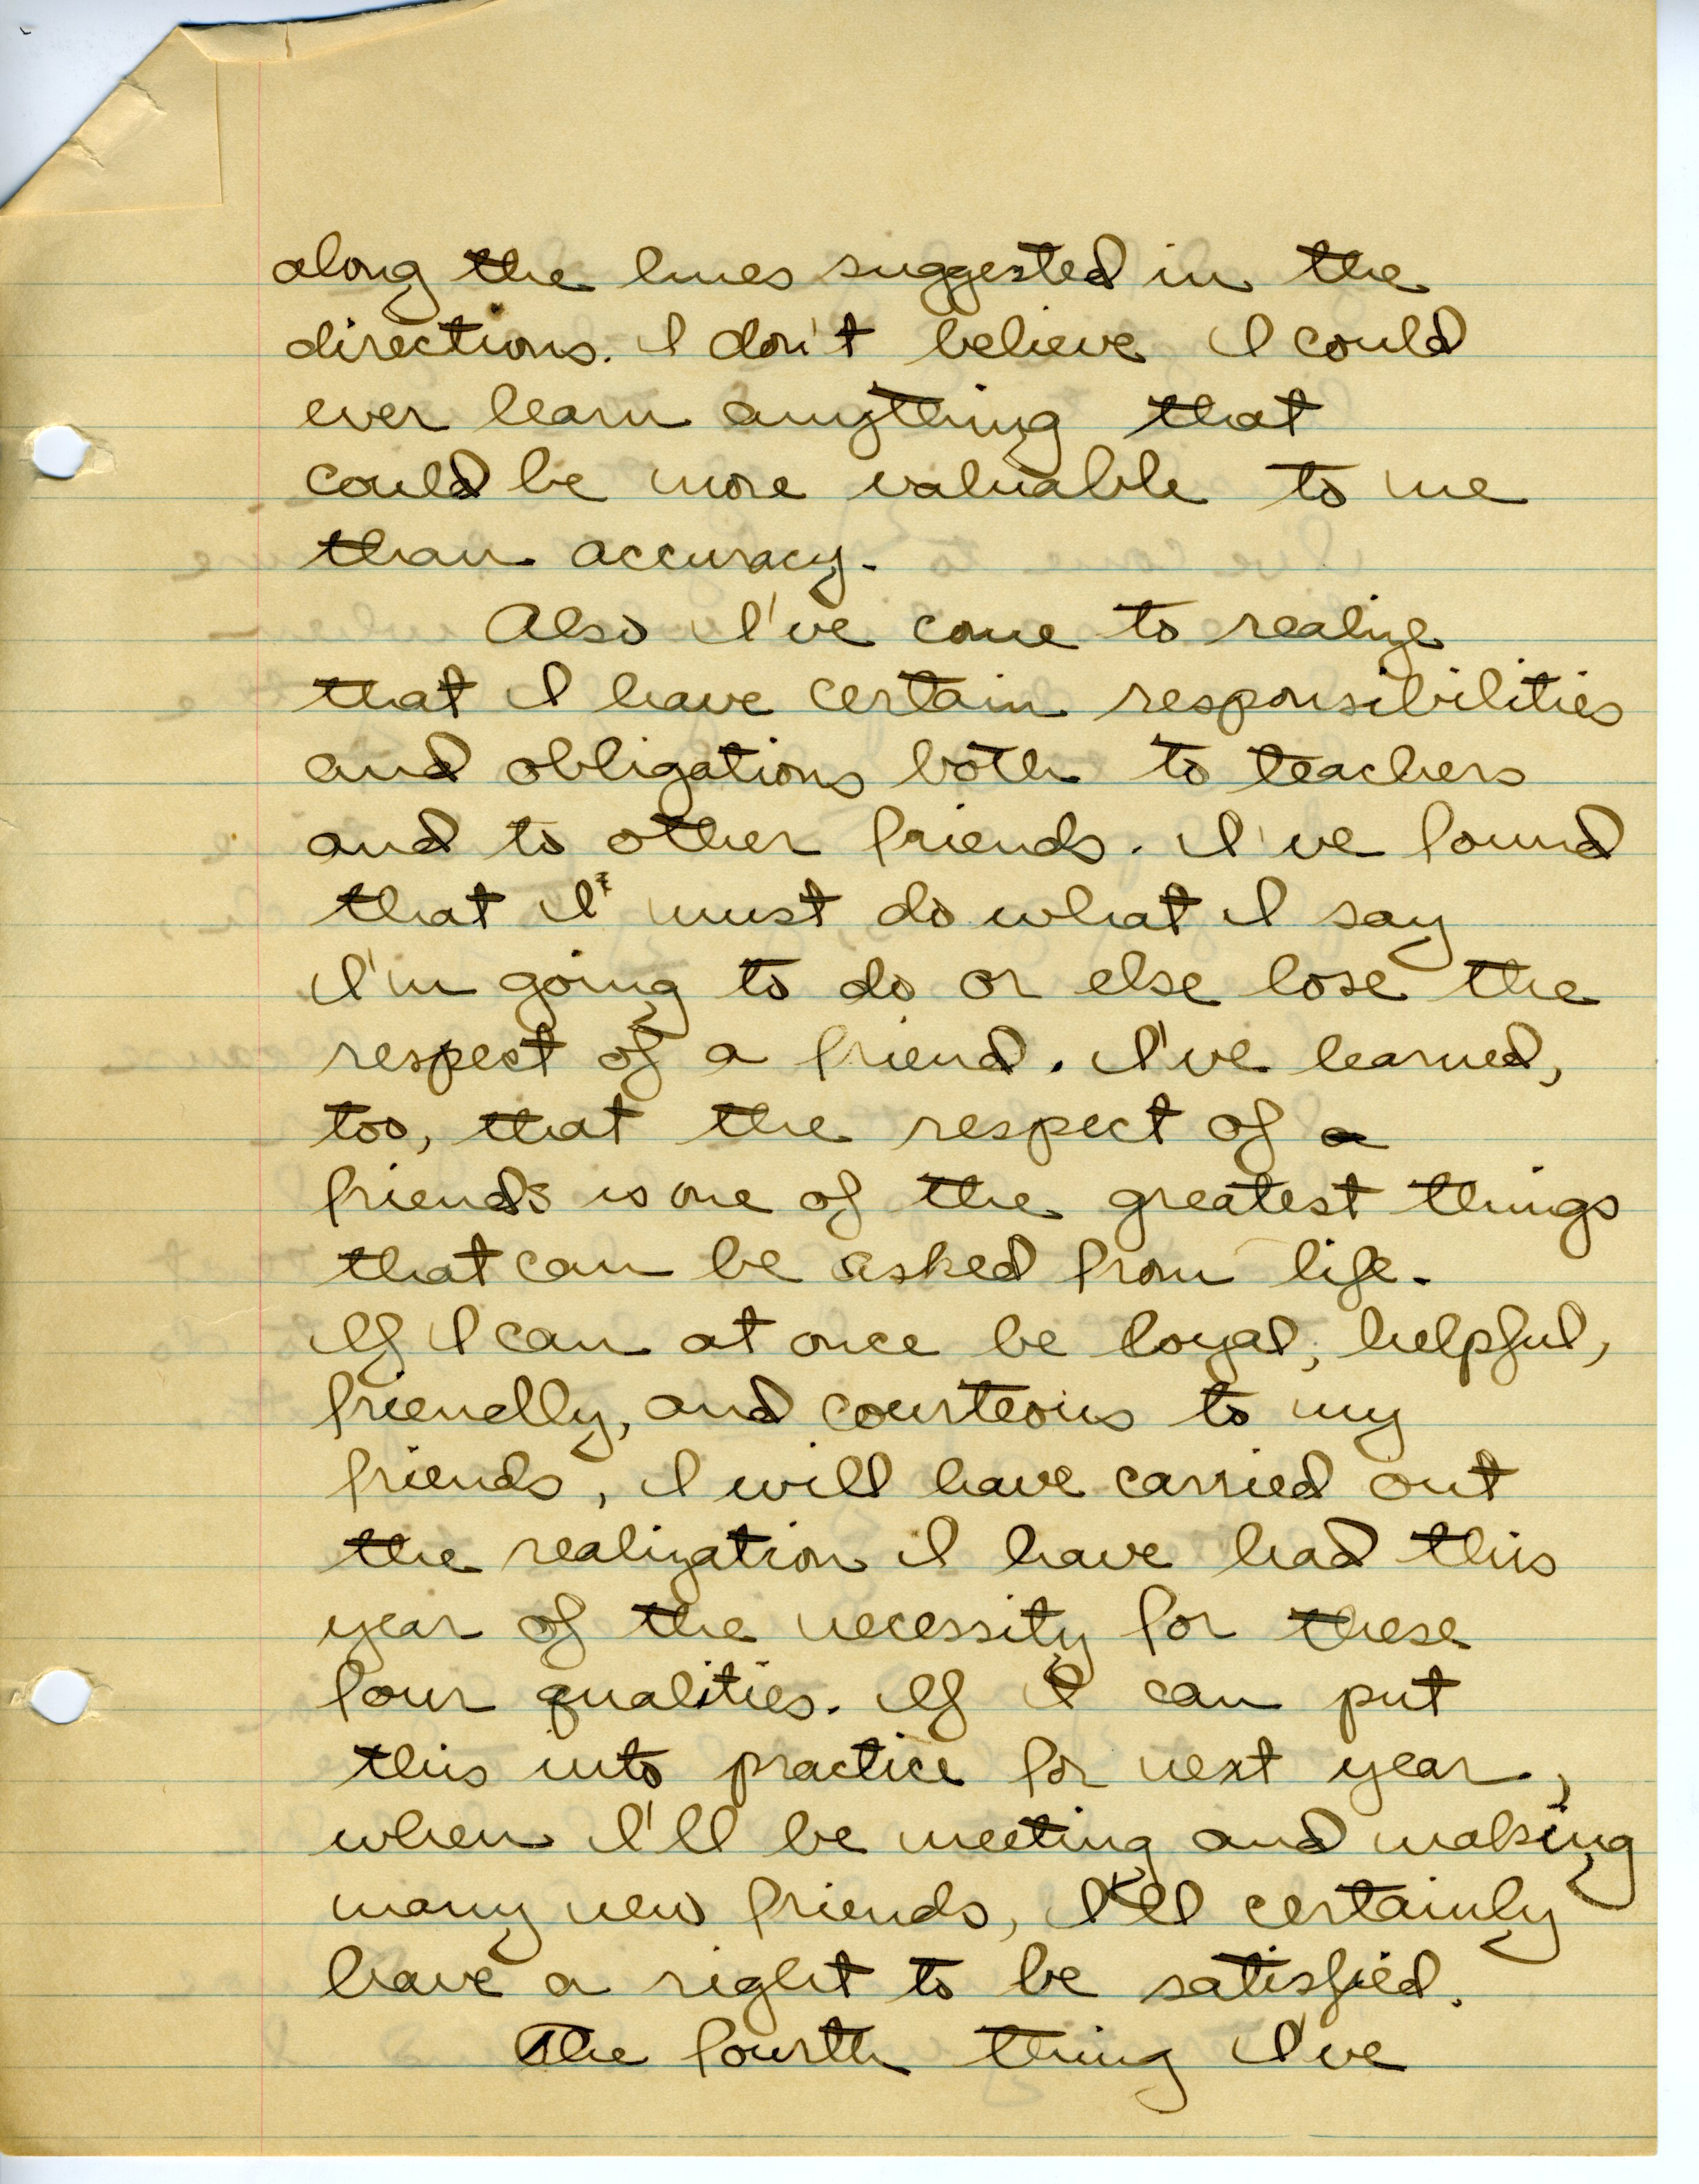 along the lines suggested in the
directions. I don't believe I could
ever learn anything that
could be more valuable to me
than accuracy.
Also I've come to realize
that I have certain responsibilities
and obligations both to teachers
and to other friends. I've found
that I must do what I say
I'm going to do or else lose the
respect of a friend. I've learned,
too, that the respect of a
friends is one of the greatest things
that can be asked from life.
If I can at once be loyal, helpful,
friendly, and courteous to my
friends, I will have carried out
the realization I have had this
year of the necessity for these
four qualities. If I can put
this into practice for next year,
when I'll be meeting and making
many new friends, I'll certainly
have a right to be satisfied.
The fourth thing I've